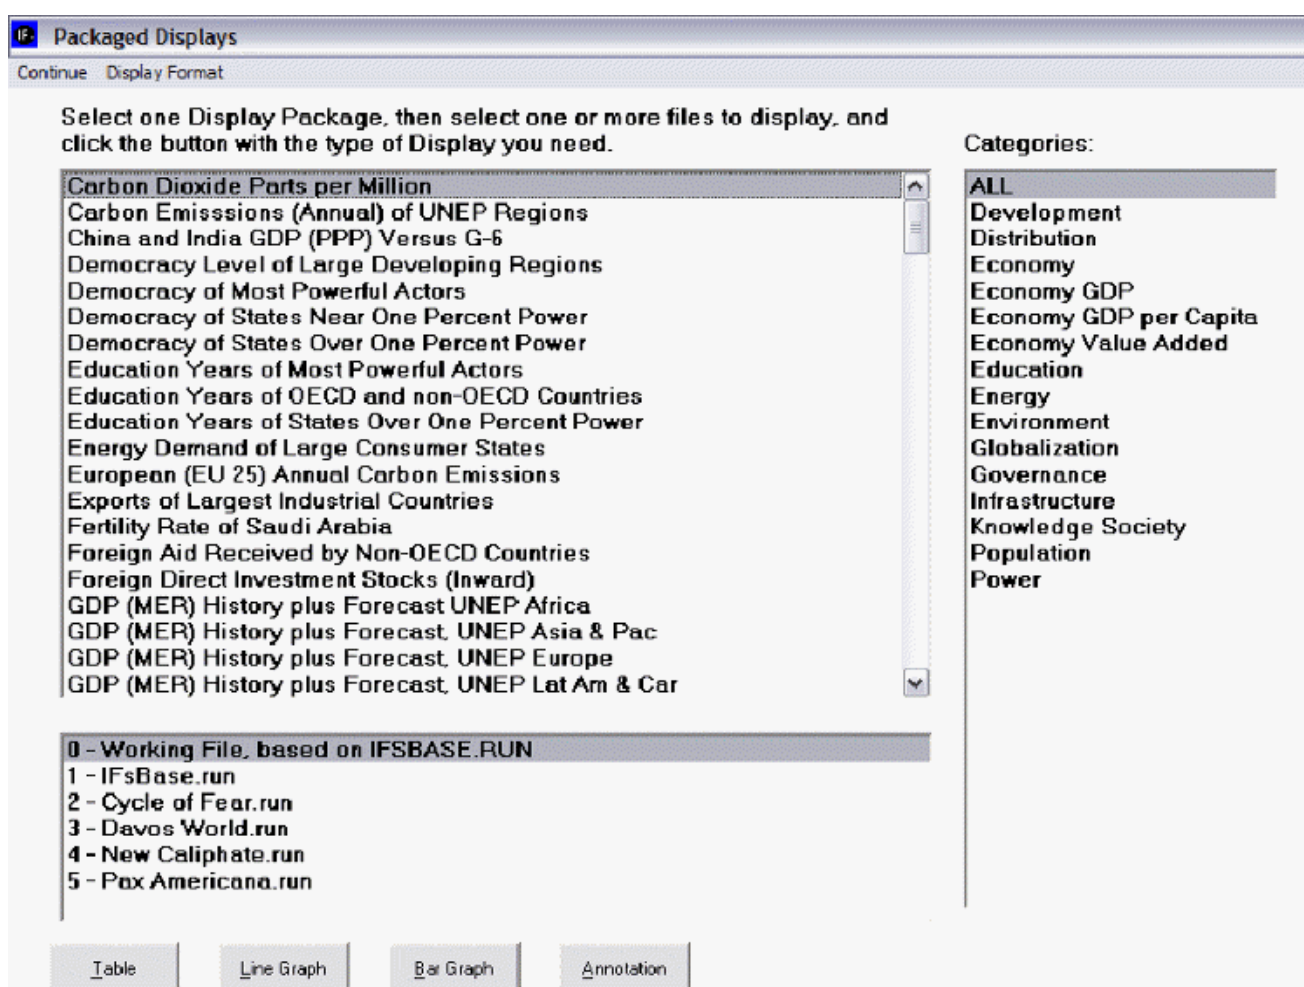 IFs Packaged Displays
Continue Display Format
Select one Display Package, then select one or more files to display, and
click the button with the type of Display you need.
Carbon Dioxide Parts per Million
Carbon Emisssions (Annual) of UNEP Regions
China and India GDP (PPP) Versus G-6
Democracy Level of Large Developing Regions
Democracy of Most Powerful Actors
Democracy of States Near One Percent Power
Democracy of States Over One Percent Power
Education Years of Most Powerful Actors
Education Years of OECD and non-OECD Countries
Education Years of States Over One Percent Power
Energy Demand of Large Consumer States
European (EU 25) Annual Carbon Emissions
Exports of Largest Industrial Countries
Fertility Rate of Saudi Arabia
Foreign Aid Received by Non-OECD Countries
Foreign Direct Investment Stocks (Inward)
GDP (MER) History plus Forecast UNEP Africa
GDP (MER) History plus Forecast, UNEP Asia & Pac
GDP (MER) History plus Forecast, UNEP Europe
GDP (MER) History plus Forecast, UNEP Lat Am & Car
Categories:
ALL
Development
Distribution
Economy
Economy GDP
Economy GDP per Capita
Economy Value Added
Education
Energy
Environment
Globalization
Governance
Infrastructure
Knowledge Society
Population
Power
0 - Working File, based on IFSBASE.RUN
1 - IFsBase.run
2 - Cycle of Fear.run
3 - Davos World.run
4 - New Caliphate.run
5 - Pax Americana.run
Table Line Graph Bar Graph Annotation